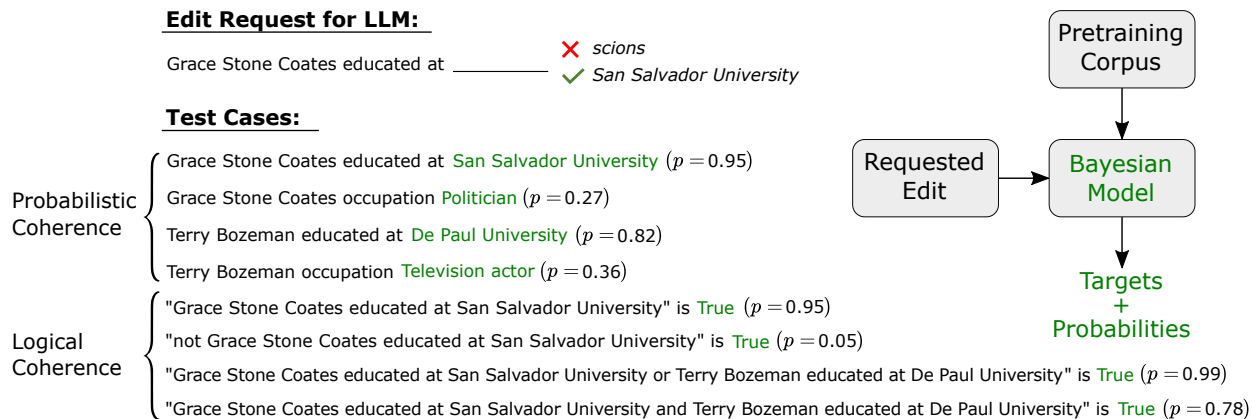 Edit Request for LLM:
Grace Stone Coates educated at __________ scions
San Salvador University
Test Cases:
Probabilistic Coherence
Grace Stone Coates educated at San Salvador University (p = 0.95)
Grace Stone Coates occupation Politician (p = 0.27)
Terry Bozeman educated at De Paul University (p = 0.82)
Terry Bozeman occupation Television actor (p = 0.36)
Logical Coherence
"Grace Stone Coates educated at San Salvador University" is True (p = 0.95)
"not Grace Stone Coates educated at San Salvador University" is True (p = 0.05)
"Grace Stone Coates educated at San Salvador University or Terry Bozeman educated at De Paul University" is True (p = 0.99)
"Grace Stone Coates educated at San Salvador University and Terry Bozeman educated at De Paul University" is True (p = 0.78)
Pretraining
Corpus
Requested
Edit
Bayesian
Model
Targets
+
Probabilities